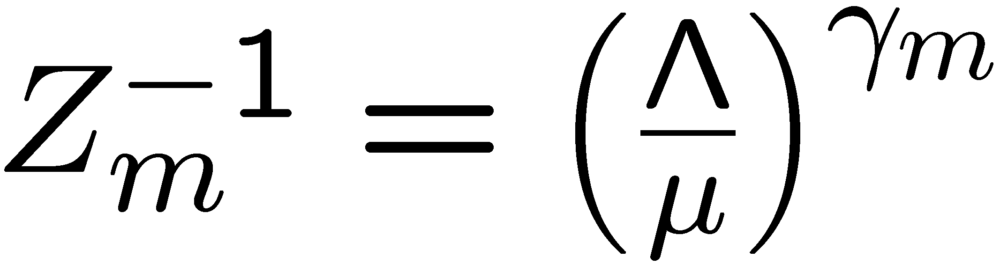 Z_m^{-1} = \left( \frac{\Lambda}{\mu} \right)^{\gamma_m}